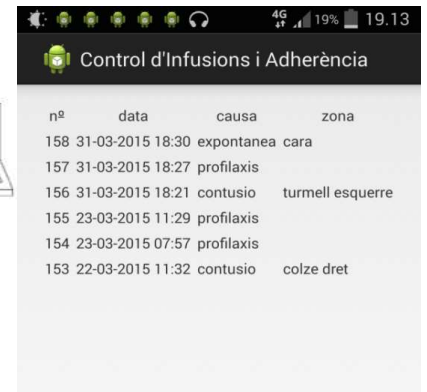 4G 19% 19.13
Control d'Infusions i Adherència
nº data causa zona
158 31-03-2015 18:30 expontanea cara
157 31-03-2015 18:27 profilaxis
156 31-03-2015 18:21 contusio turmell esquerre
155 23-03-2015 11:29 profilaxis
154 23-03-2015 07:57 profilaxis
153 22-03-2015 11:32 contusio colze dret